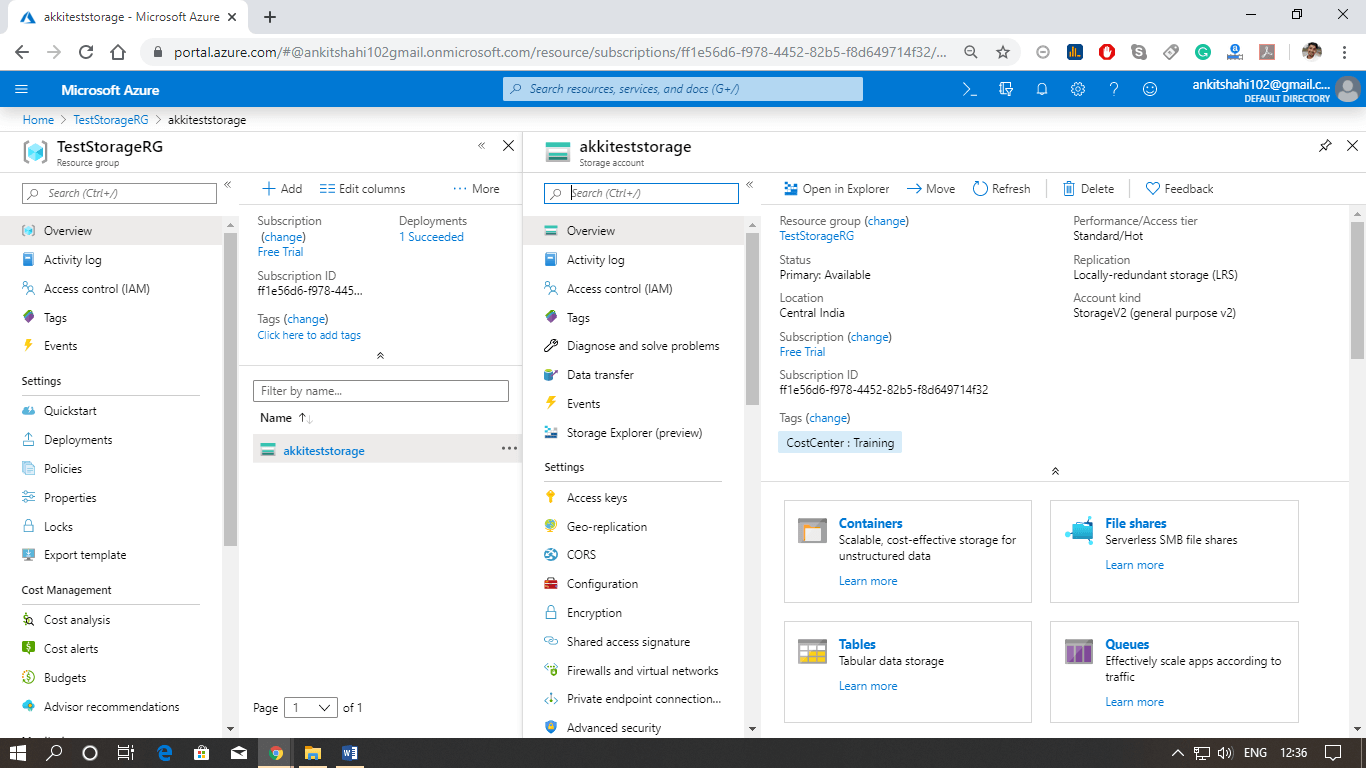 akkiteststorage - Microsoft Azure
portal.azure.com/#@ankitshahi102gmail.onmicrosoft.com/resource/subscriptions/ff1e56d6-f978-4452-82b5-f8d649714f32/...
Microsoft Azure
Search resources, services, and docs (G+/)
ankitshahi102@gmail.c...
DEFAULT DIRECTORY
Home > TestStorageRG > akkiteststorage
TestStorageRG
Resource group
Search (Ctrl+/)
Overview
Activity log
Access control (IAM)
Tags
Events
Settings
Quickstart
Deployments
Policies
Properties
Locks
Export template
Cost Management
Cost analysis
Cost alerts
Budgets
Advisor recommendations
Add Edit columns ... More
Subscription
(change)
Free Trial
Deployments
1 Succeeded
Subscription ID
ff1e56d6-f978-445...
Tags (change)
Click here to add tags
Filter by name...
Name
akkiteststorage
Page 1 of 1
akkiteststorage
Storage account
Search (Ctrl+/)
Overview
Activity log
Access control (IAM)
Tags
Diagnose and solve problems
Data transfer
Events
Storage Explorer (preview)
Settings
Access keys
Geo-replication
CORS
Configuration
Encryption
Shared access signature
Firewalls and virtual networks
Private endpoint connection...
Advanced security
Open in Explorer Move Refresh Delete Feedback
Resource group (change)
TestStorageRG
Status
Primary: Available
Location
Central India
Subscription (change)
Free Trial
Subscription ID
ff1e56d6-f978-4452-82b5-f8d649714f32
Tags (change)
CostCenter : Training
Performance/Access tier
Standard/Hot
Replication
Locally-redundant storage (LRS)
Account kind
StorageV2 (general purpose v2)
Containers
Scalable, cost-effective storage for
unstructured data
Learn more
File shares
Serverless SMB file shares
Learn more
Tables
Tabular data storage
Learn more
Queues
Effectively scale apps according to
traffic
Learn more
ENG 12:36